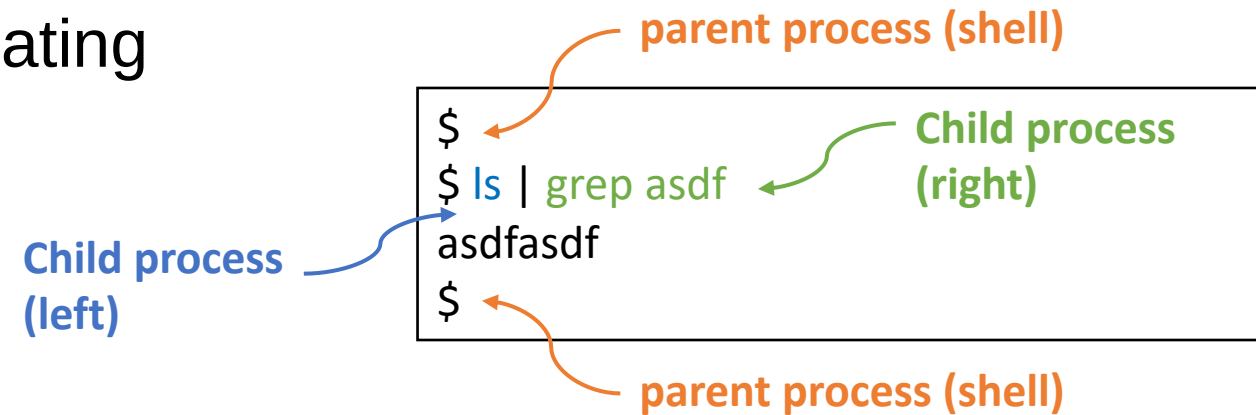 ating
parent process (shell)
$
Child process
$ ls | grep asdf
(right)
asdfasdf
Child process
(left)
$
parent process (shell)